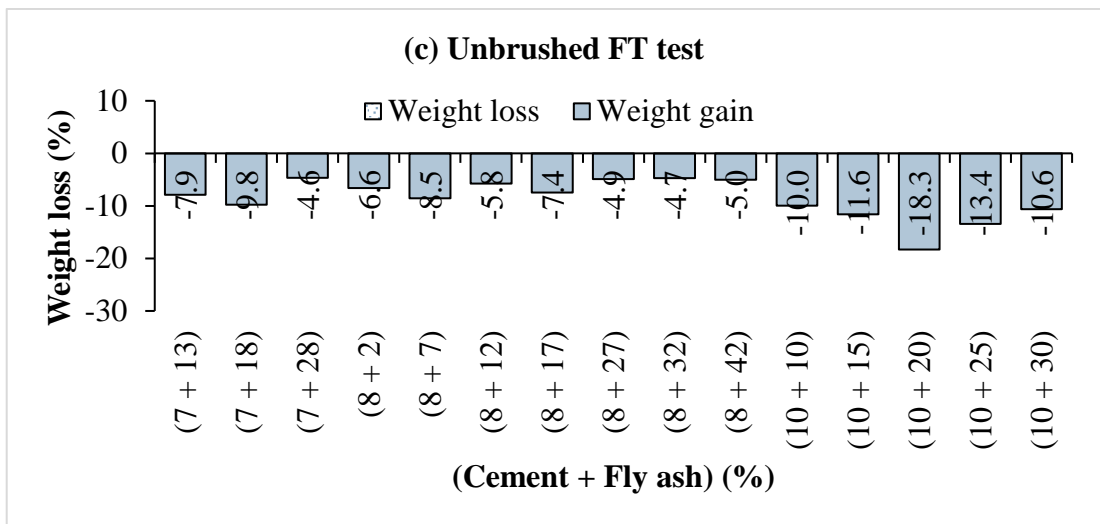 (c) Unbrushed FT test
Weight loss Weight gain
Weight loss (%)
10
0
-10
-20
-30
-7.9
-9.8
-4.6
-6.6
-8.5
-5.8
-7.4
-4.9
-4.7
-5.0
-10.0
-11.6
-18.3
-13.4
-10.6
(7 + 13)
(7 + 18)
(7 + 28)
(8 + 2)
(8 + 7)
(8 + 12)
(8 + 17)
(8 + 27)
(8 + 32)
(8 + 42)
(10 + 10)
(10 + 15)
(10 + 20)
(10 + 25)
(10 + 30)
(Cement + Fly ash) (%)